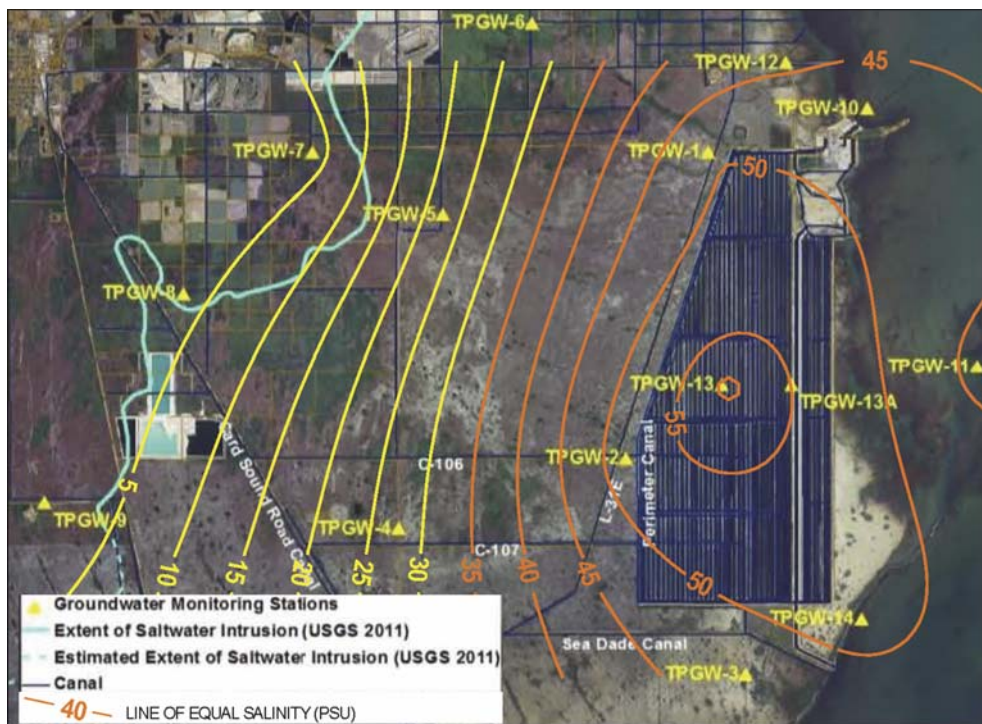 TPGW-6
TPGW-12
45
TPGW-10
TPGW-7
TPGW-1
50
TPGW-5
TPGW-8
TPGW-11
TPGW-13
TPGW-13A
55
Card Sound Road Canal
C-106
TPGW-2
L-31E
Perimeter Canal
5
TPGW-9
TPGW-4
C-107
10
15
20
25
30
35
40
45
50
TPGW-14
Sea Dade Canal
TPGW-3
Groundwater Monitoring Stations
Extent of Saltwater Intrusion (USGS 2011)
Estimated Extent of Saltwater Intrusion (USGS 2011)
Canal
40 LINE OF EQUAL SALINITY (PSU)